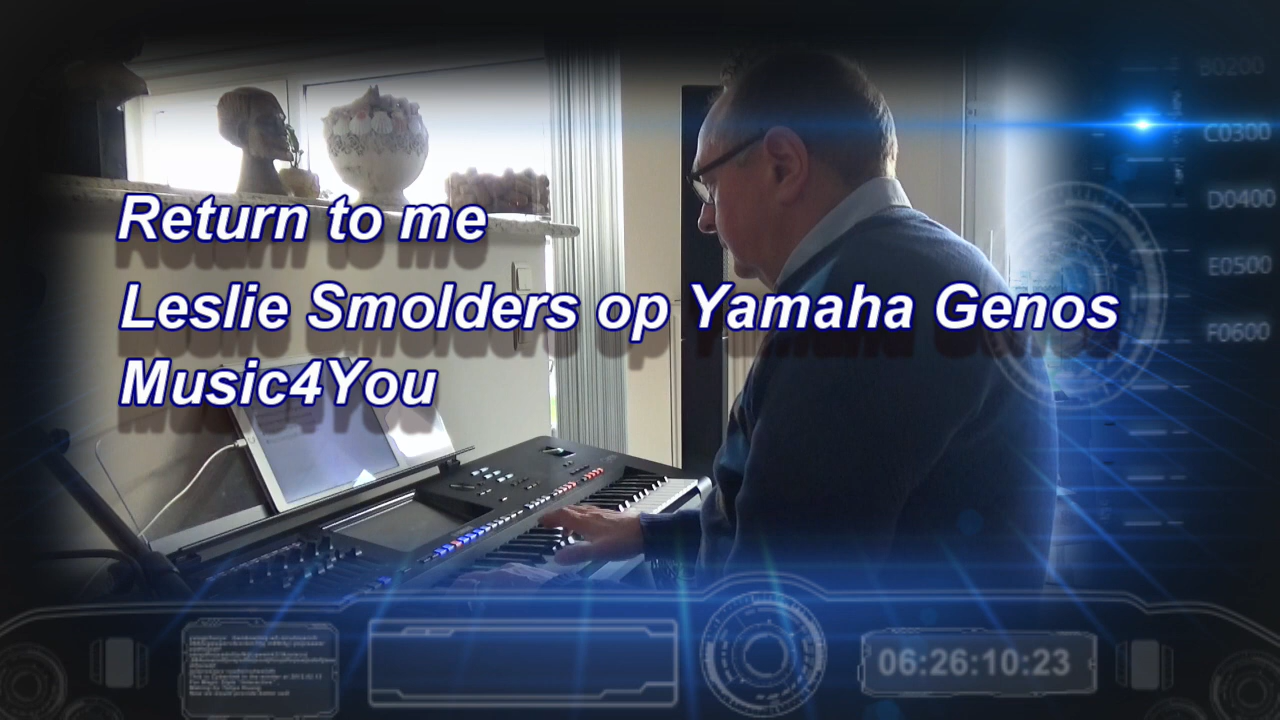 Return to me
Leslie Smolders op Yamaha Genos
Music4You
B0200
C0300
D0400
E0500
F0600
06:26:10:23